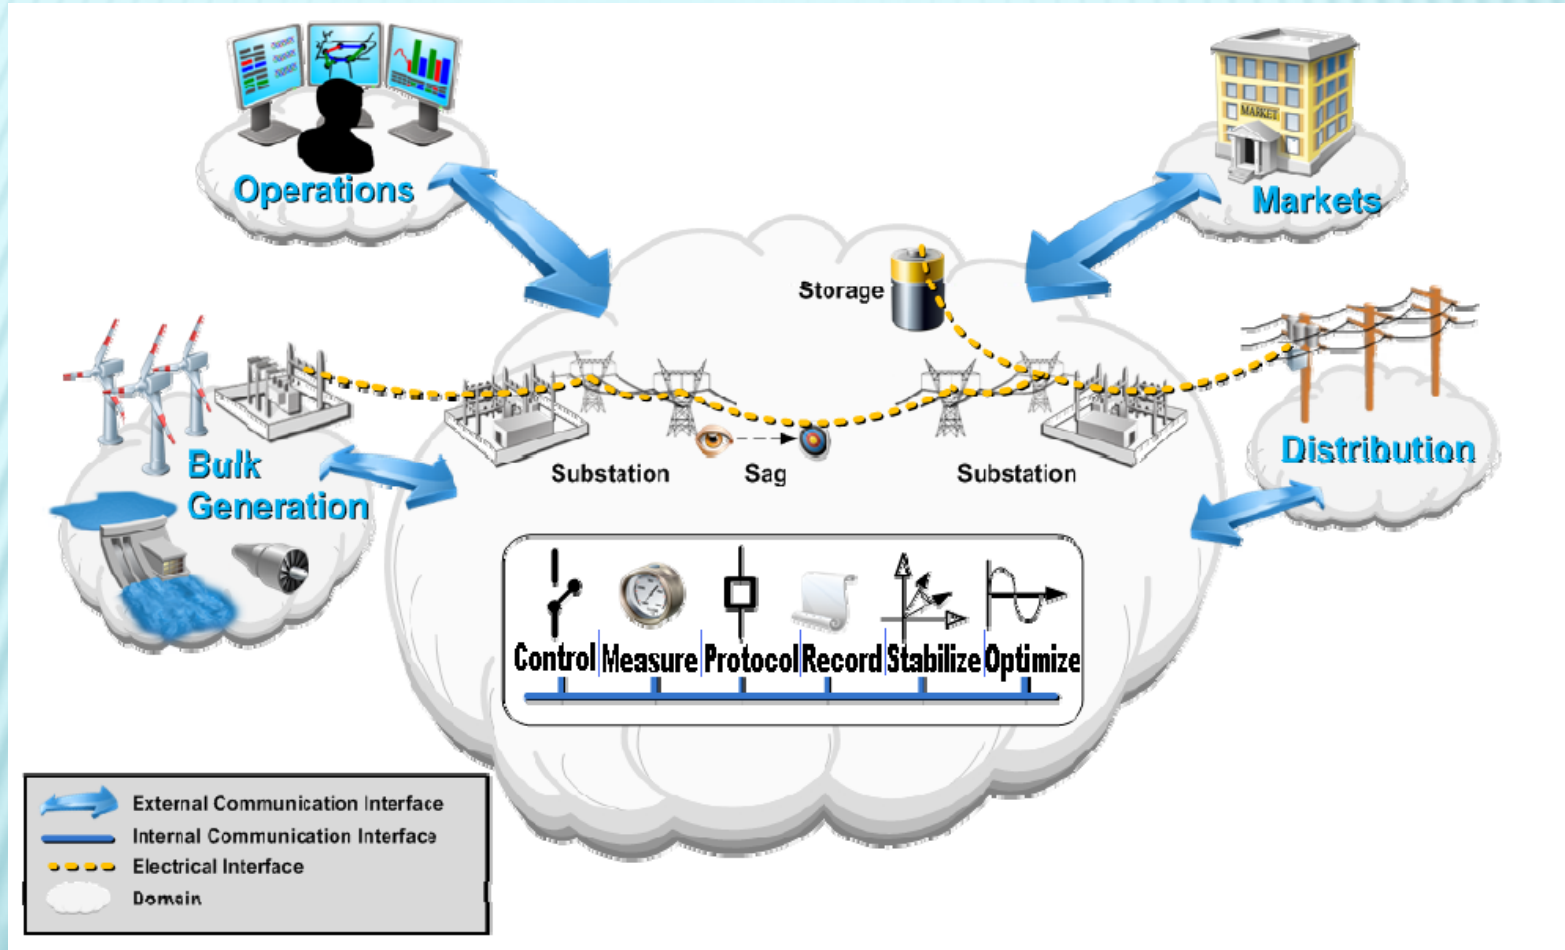 Operations
MARKET
Markets
Storage
Bulk
Generation
Substation
Sag
Substation
Distribution
Control Measure Protocol Record Stabilize Optimize
External Communication Interface
Internal Communication Interface
Electrical Interface
Domain